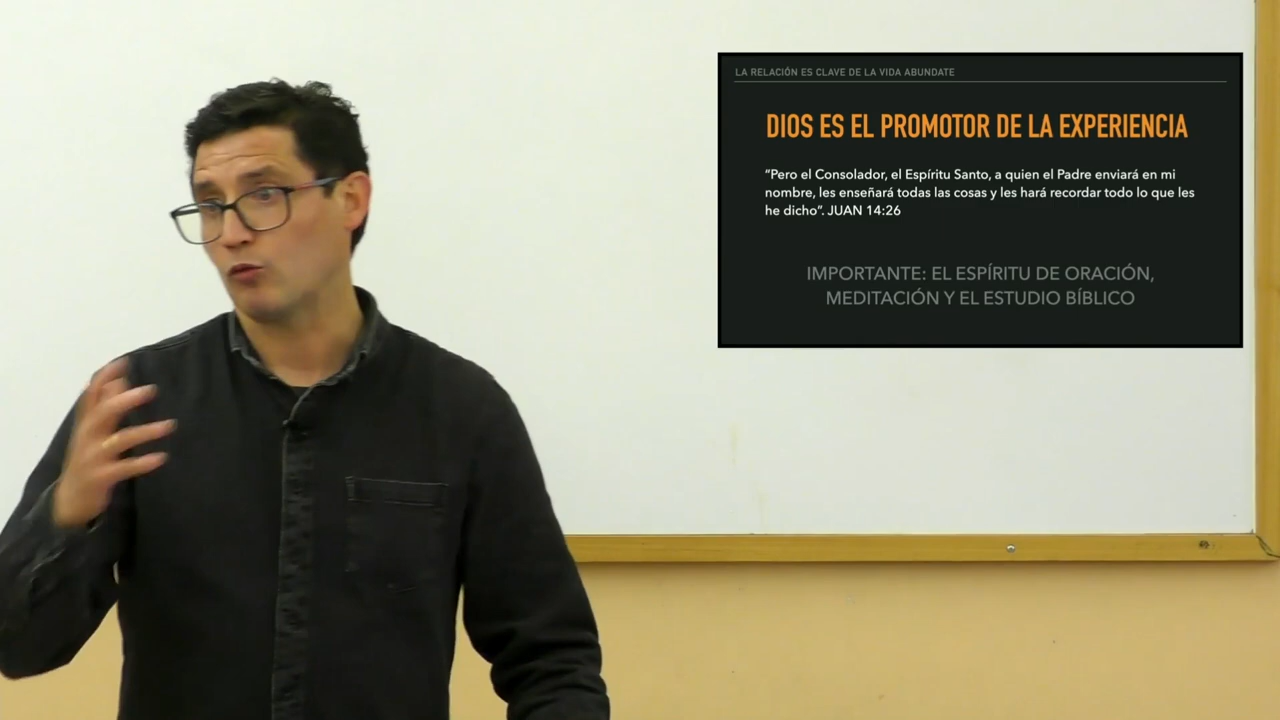 LA RELACIÓN ES CLAVE DE LA VIDA ABUNDATE
DIOS ES EL PROMOTOR DE LA EXPERIENCIA
“Pero el Consolador, el Espíritu Santo, a quien el Padre enviará en mi
nombre, les enseñará todas las cosas y les hará recordar todo lo que les
he dicho”. JUAN 14:26
IMPORTANTE: EL ESPÍRITU DE ORACIÓN,
MEDITACIÓN Y EL ESTUDIO BÍBLICO